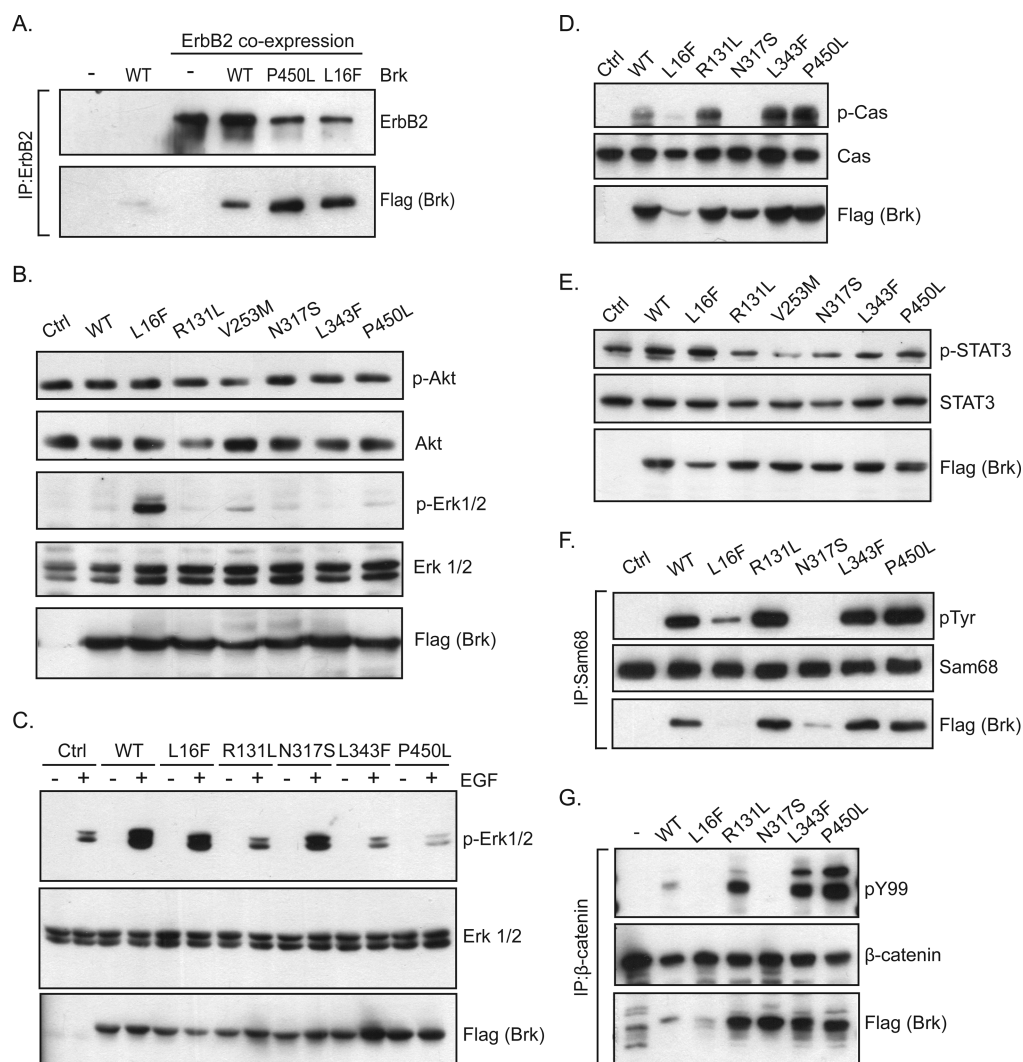 A.
ErbB2 co-expression
- WT - WT P450L L16F Brk
IP:ErbB2
ErbB2
Flag (Brk)
B.
Ctrl WT L16F R131L V253M N317S L343F P450L
p-Akt
Akt
p-Erk1/2
Erk 1/2
Flag (Brk)
C.
Ctrl WT L16F R131L N317S L343F P450L
- + - + - + - + - + - + - + EGF
p-Erk1/2
Erk 1/2
Flag (Brk)
D.
Ctrl WT L16F R131L N317S L343F P450L
p-Cas
Cas
Flag (Brk)
E.
Ctrl WT L16F R131L V253M N317S L343F P450L
p-STAT3
STAT3
Flag (Brk)
F.
Ctrl WT L16F R131L N317S L343F P450L
IP:Sam68
pTyr
Sam68
Flag (Brk)
G.
- WT L16F R131L N317S L343F P450L
IP:β-catenin
pY99
β-catenin
Flag (Brk)